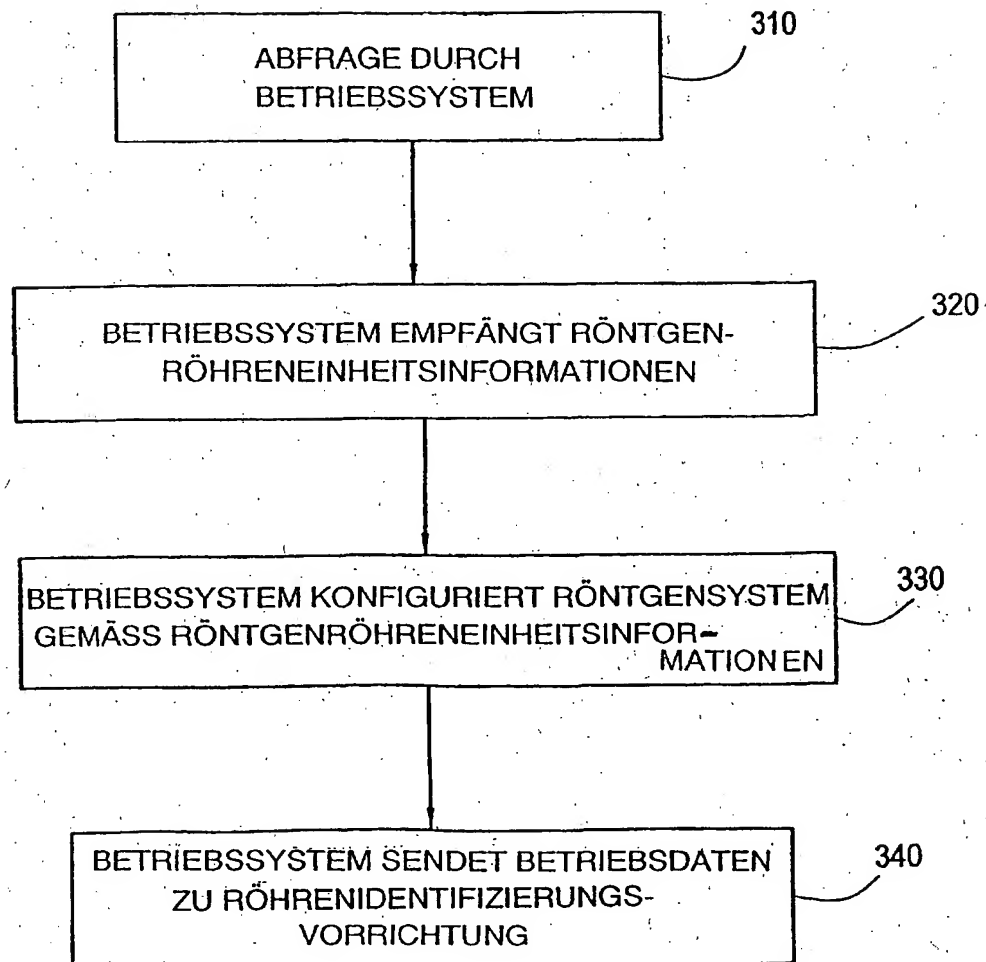 310
ABFRAGE DURCH
BETRIEBSSYSTEM
320
BETRIEBSSYSTEM EMPFÄNGT RÖNTGEN-
RÖHRENEINHEITSINFORMATIONEN
330
BETRIEBSSYSTEM KONFIGURIERT RÖNTGENSYSTEM
GEMÄSS RÖNTGENRÖHRENEINHEITSINFOR-
MATIONEN
340
BETRIEBSSYSTEM SENDET BETRIEBSDATEN
ZU RÖHRENIDENTIFIZIERUNGS-
VORRICHTUNG